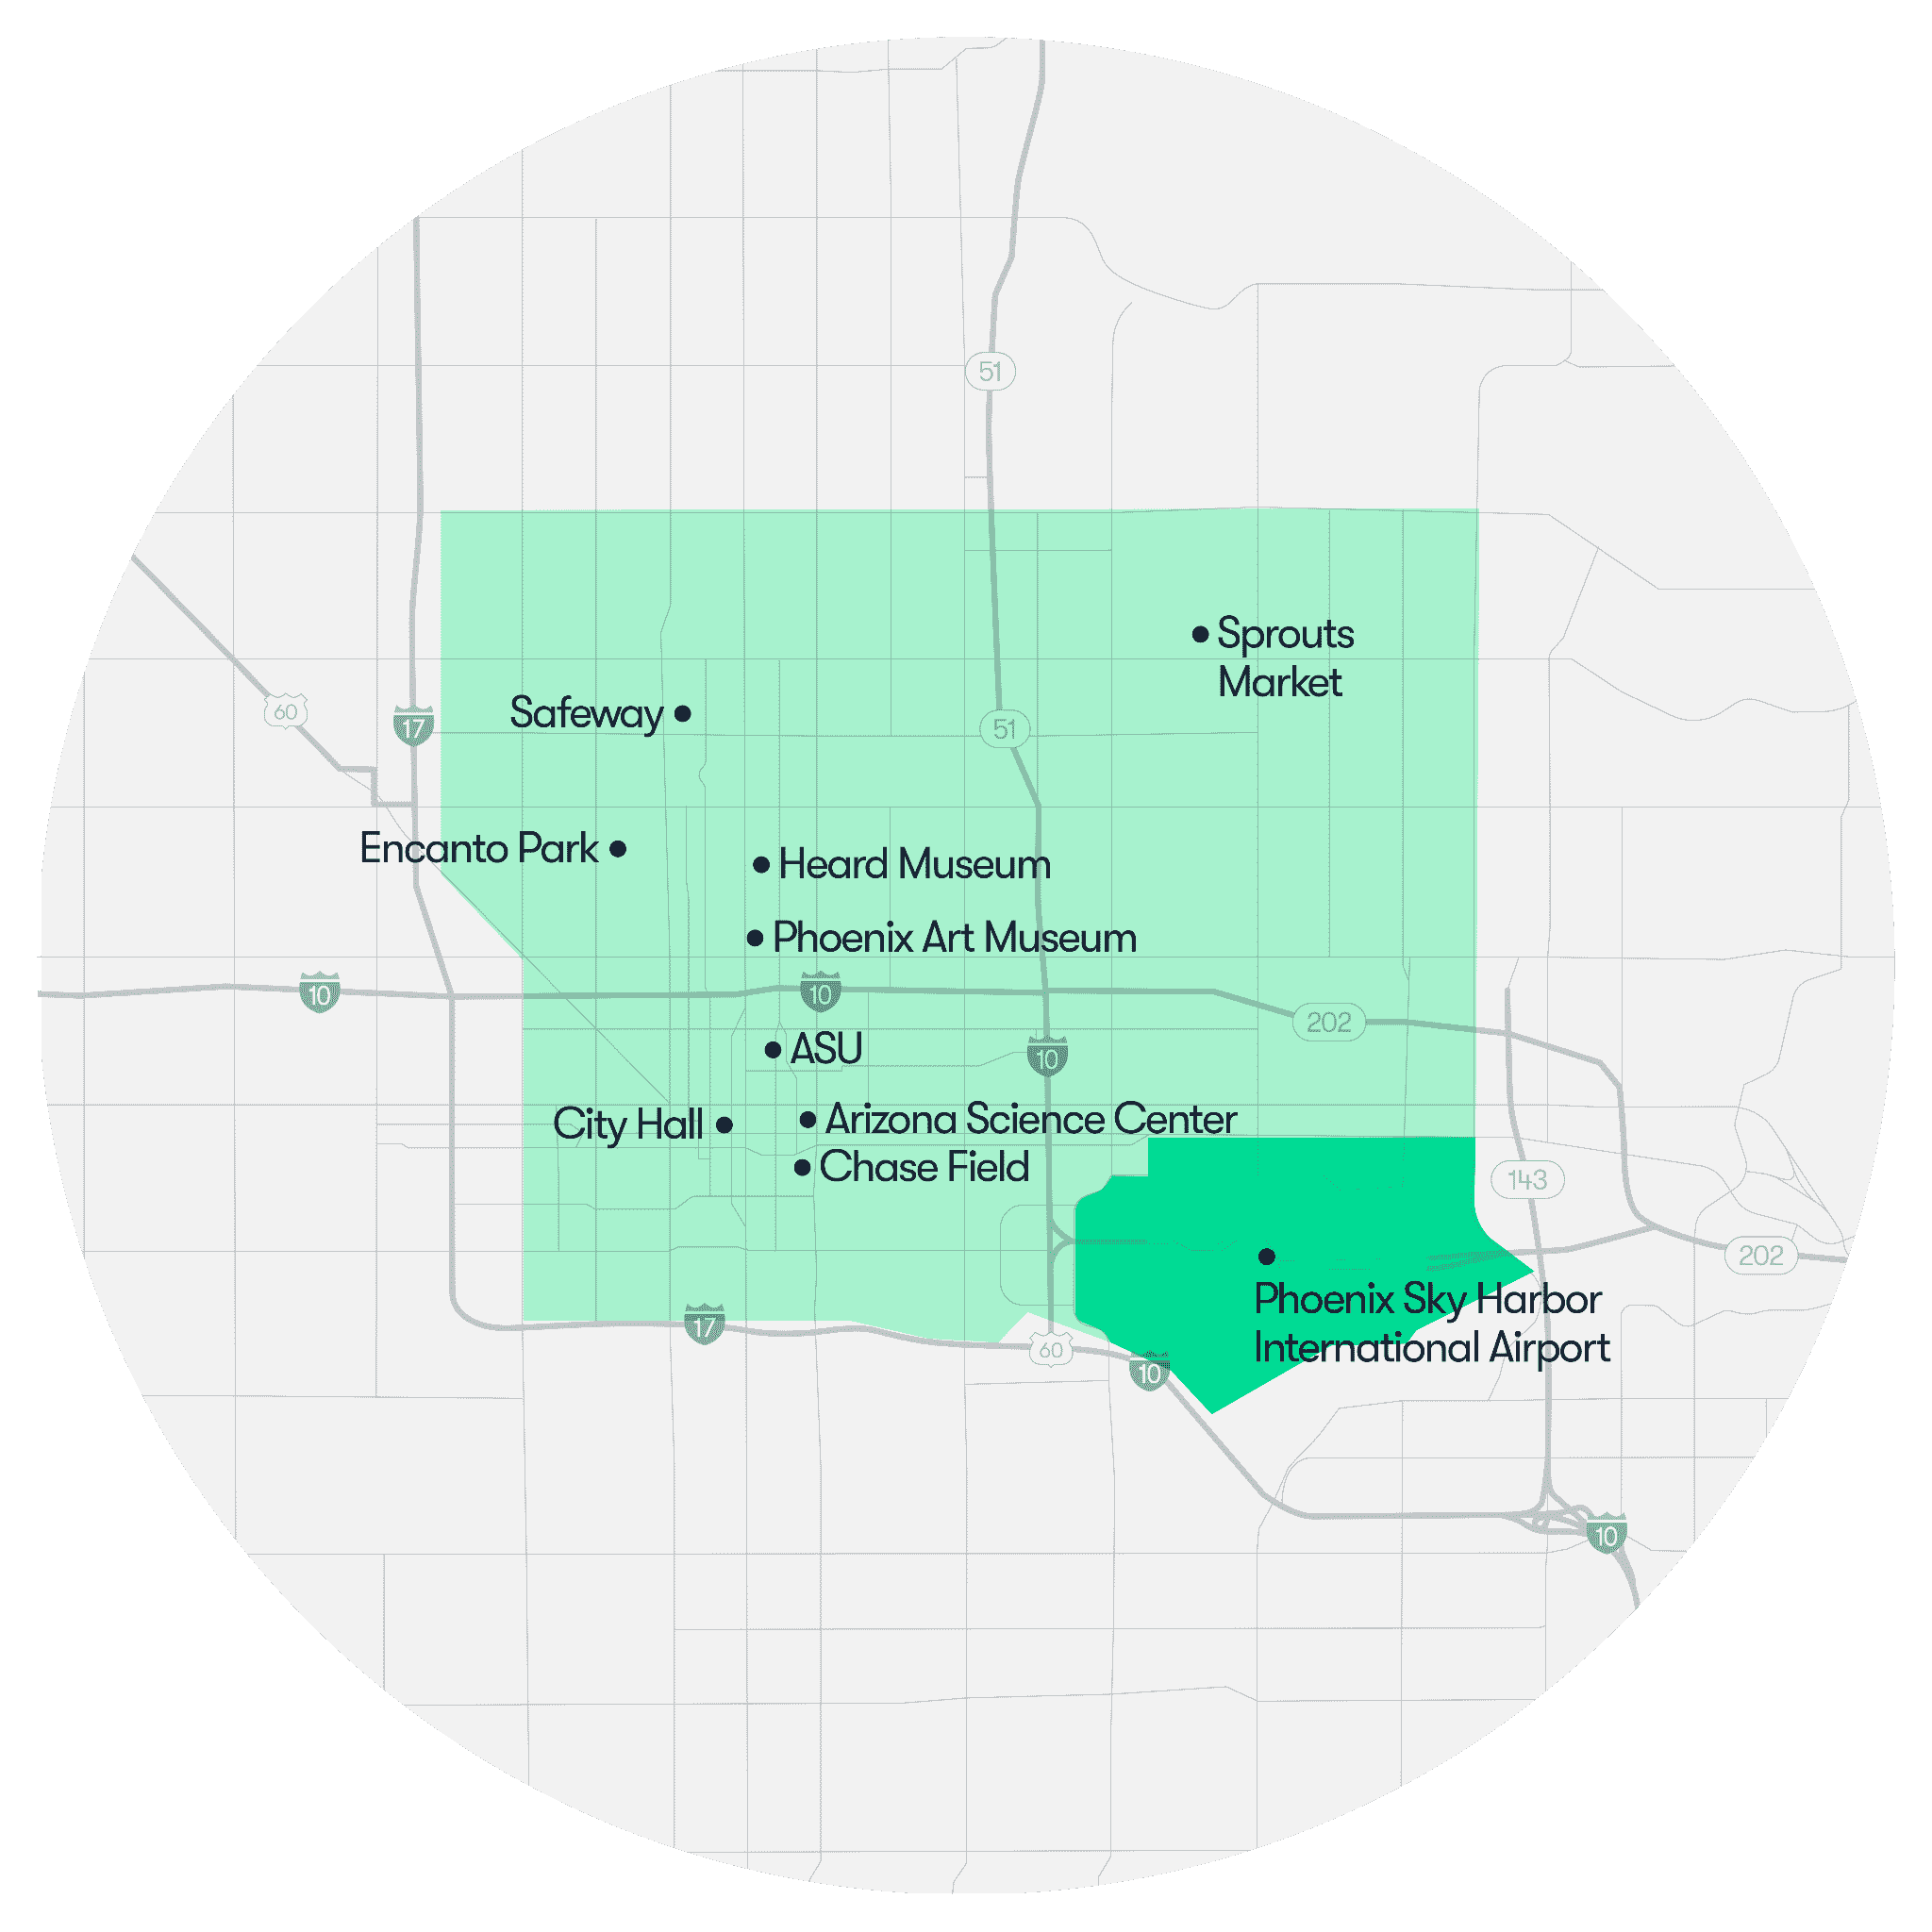 51
Sprouts
Market
Safeway
60
17
51
Encanto Park
Heard Museum
Phoenix Art Museum
10
10
202
ASU
10
City Hall
Arizona Science Center
Chase Field
143
202
Phoenix Sky Harbor
International Airport
17
60
10
10